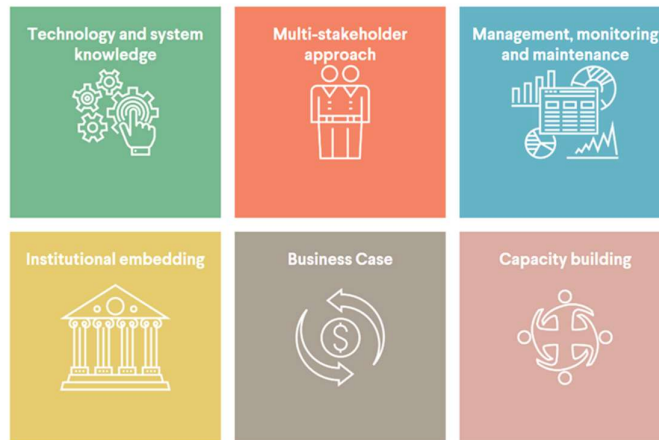 Technology and system
knowledge
Multi-stakeholder
approach
Management, monitoring
and maintenance
$
Institutional embedding
Business Case
$
Capacity building